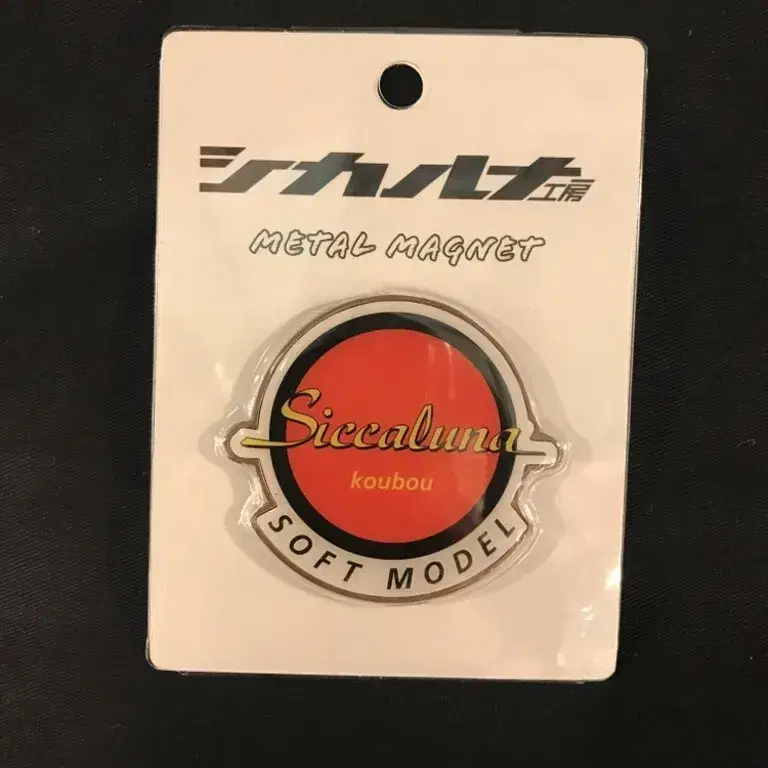 シカルナ工房
METAL MAGNET
Siccaluna
koubou
SOFT MODEL